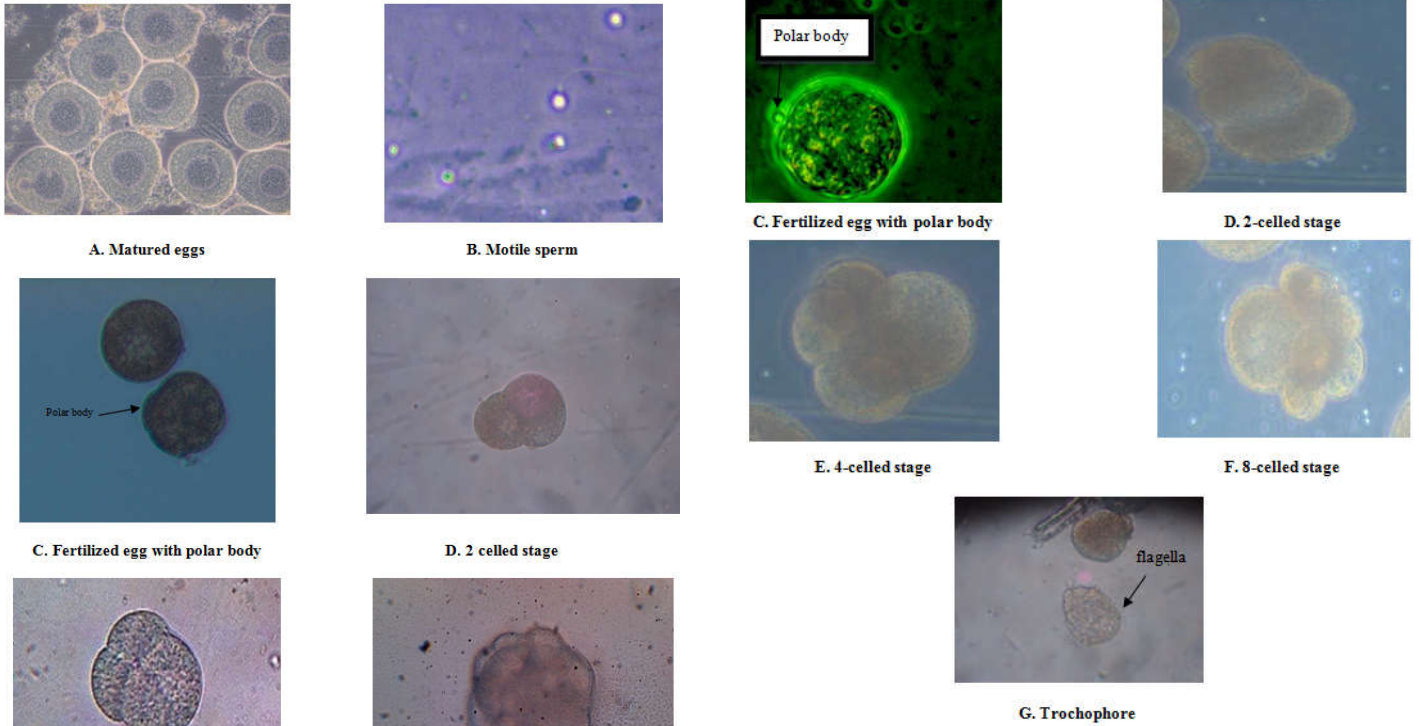 A. Matured eggs
B. Motile sperm
Polar body
C. Fertilized egg with polar body
D. 2 celled stage
Polar body
C. Fertilized egg with polar body
D. 2-celled stage
E. 4-celled stage
F. 8-celled stage
flagella
G. Trochophore